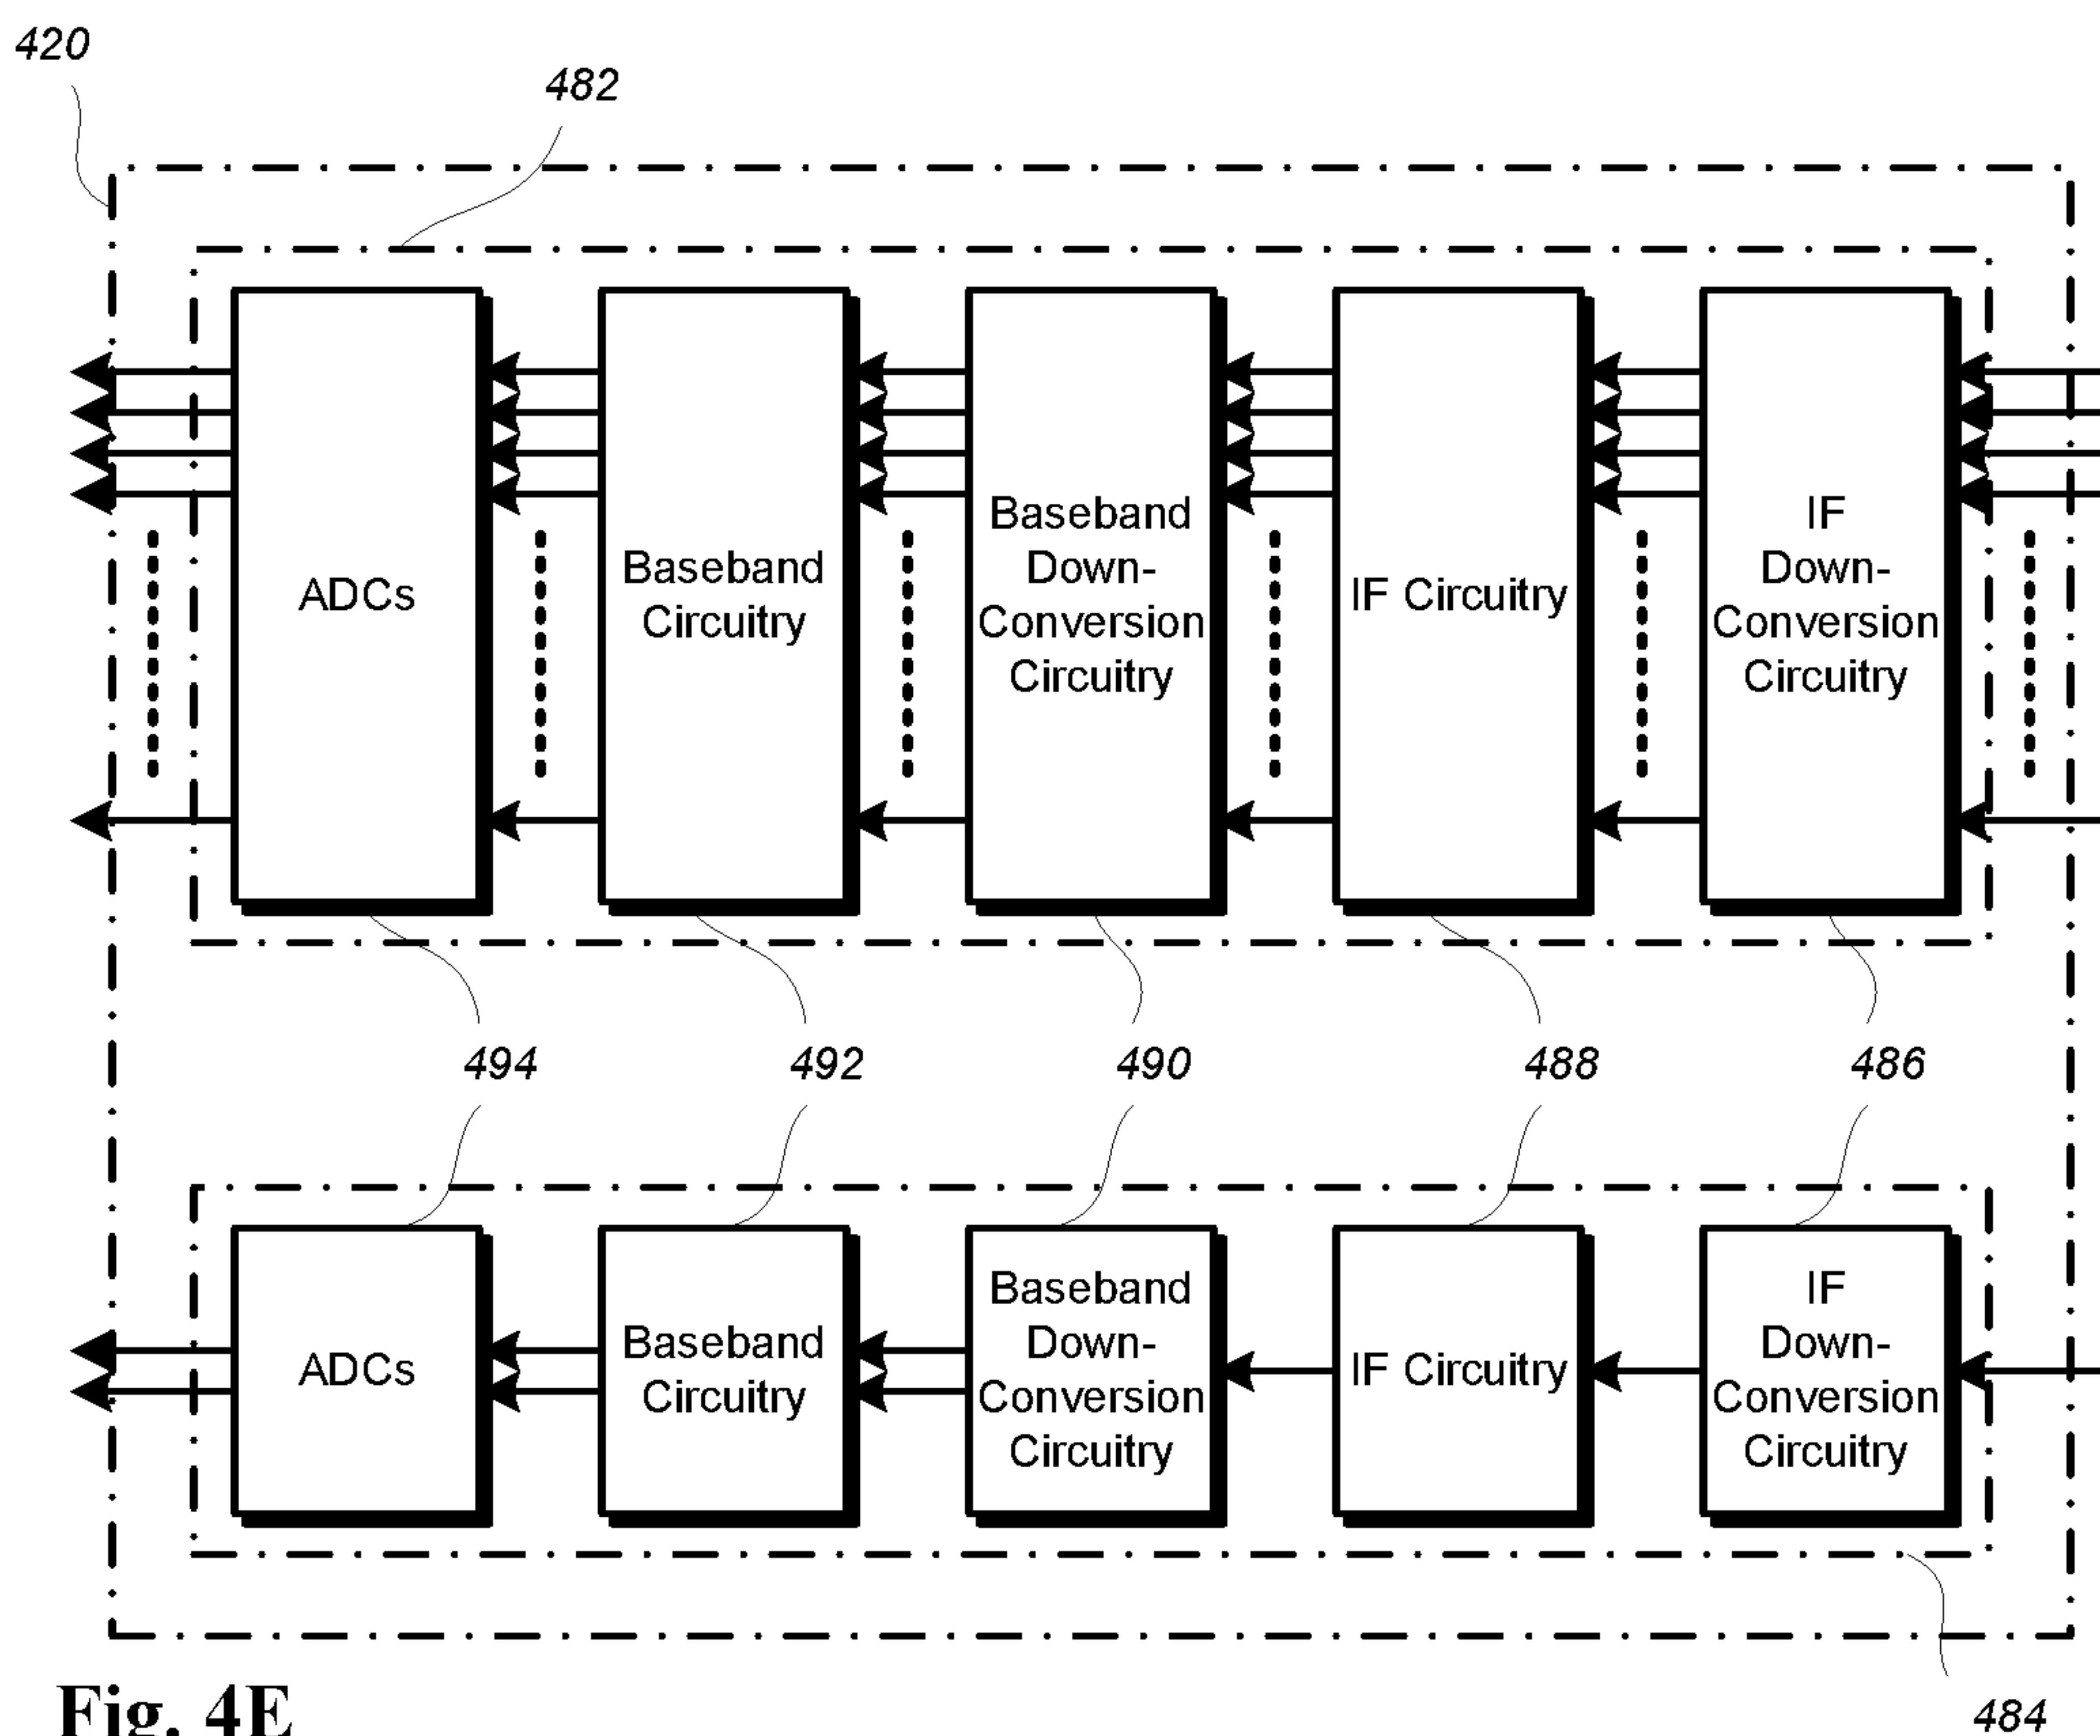 420
482
ADCs
Baseband
Circuitry
Baseband
Down-
Conversion
Circuitry
IF Circuitry
IF
Down-
Conversion
Circuitry
494
492
490
488
486
ADCs
Baseband
Circuitry
Baseband
Down-
Conversion
Circuitry
IF Circuitry
IF
Down-
Conversion
Circuitry
Fig. 4E
484